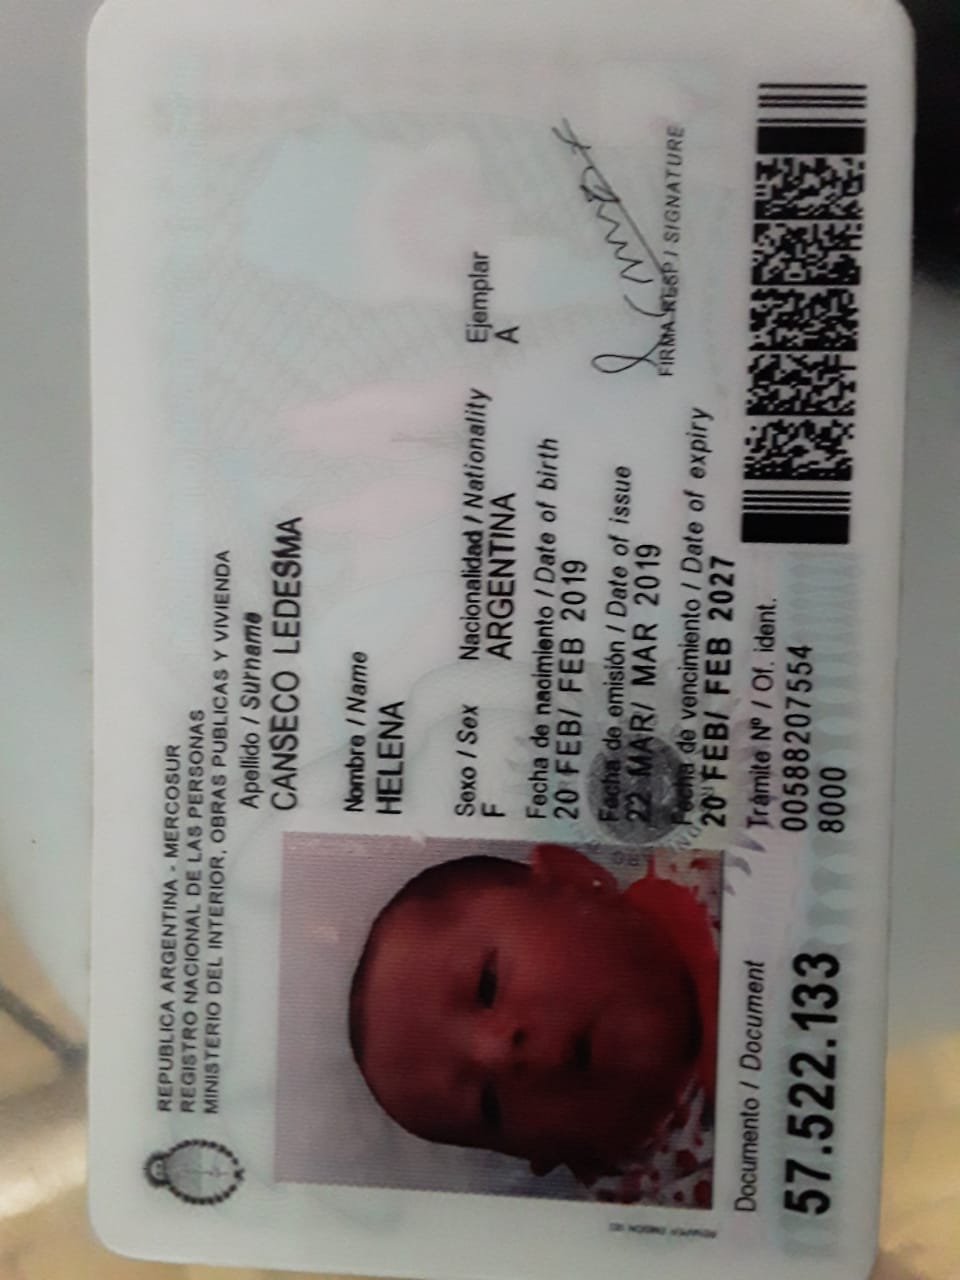 REPUBLICA ARGENTINA - MERCOSUR
REGISTRO NACIONAL DE LAS PERSONAS
MINISTERIO DEL INTERIOR, OBRAS PUBLICAS Y VIVIENDA
Apellido / Surname
CANSECO LEDESMA
Nombre / Name
HELENA
Sexo / Sex Nacionalidad / Nationality Ejemplar
F ARGENTINA A
Fecha de nacimiento / Date of birth
20 FEB/ FEB 2019
Fecha de emisión / Date of issue
22 MAR/ MAR 2019
FIRMA RESP / SIGNATURE
Fecha de vencimiento / Date of expiry
20 FEB/ FEB 2027
Documento / Document Trámite Nº / Of. ident.
57.522.133 00588207554
8000